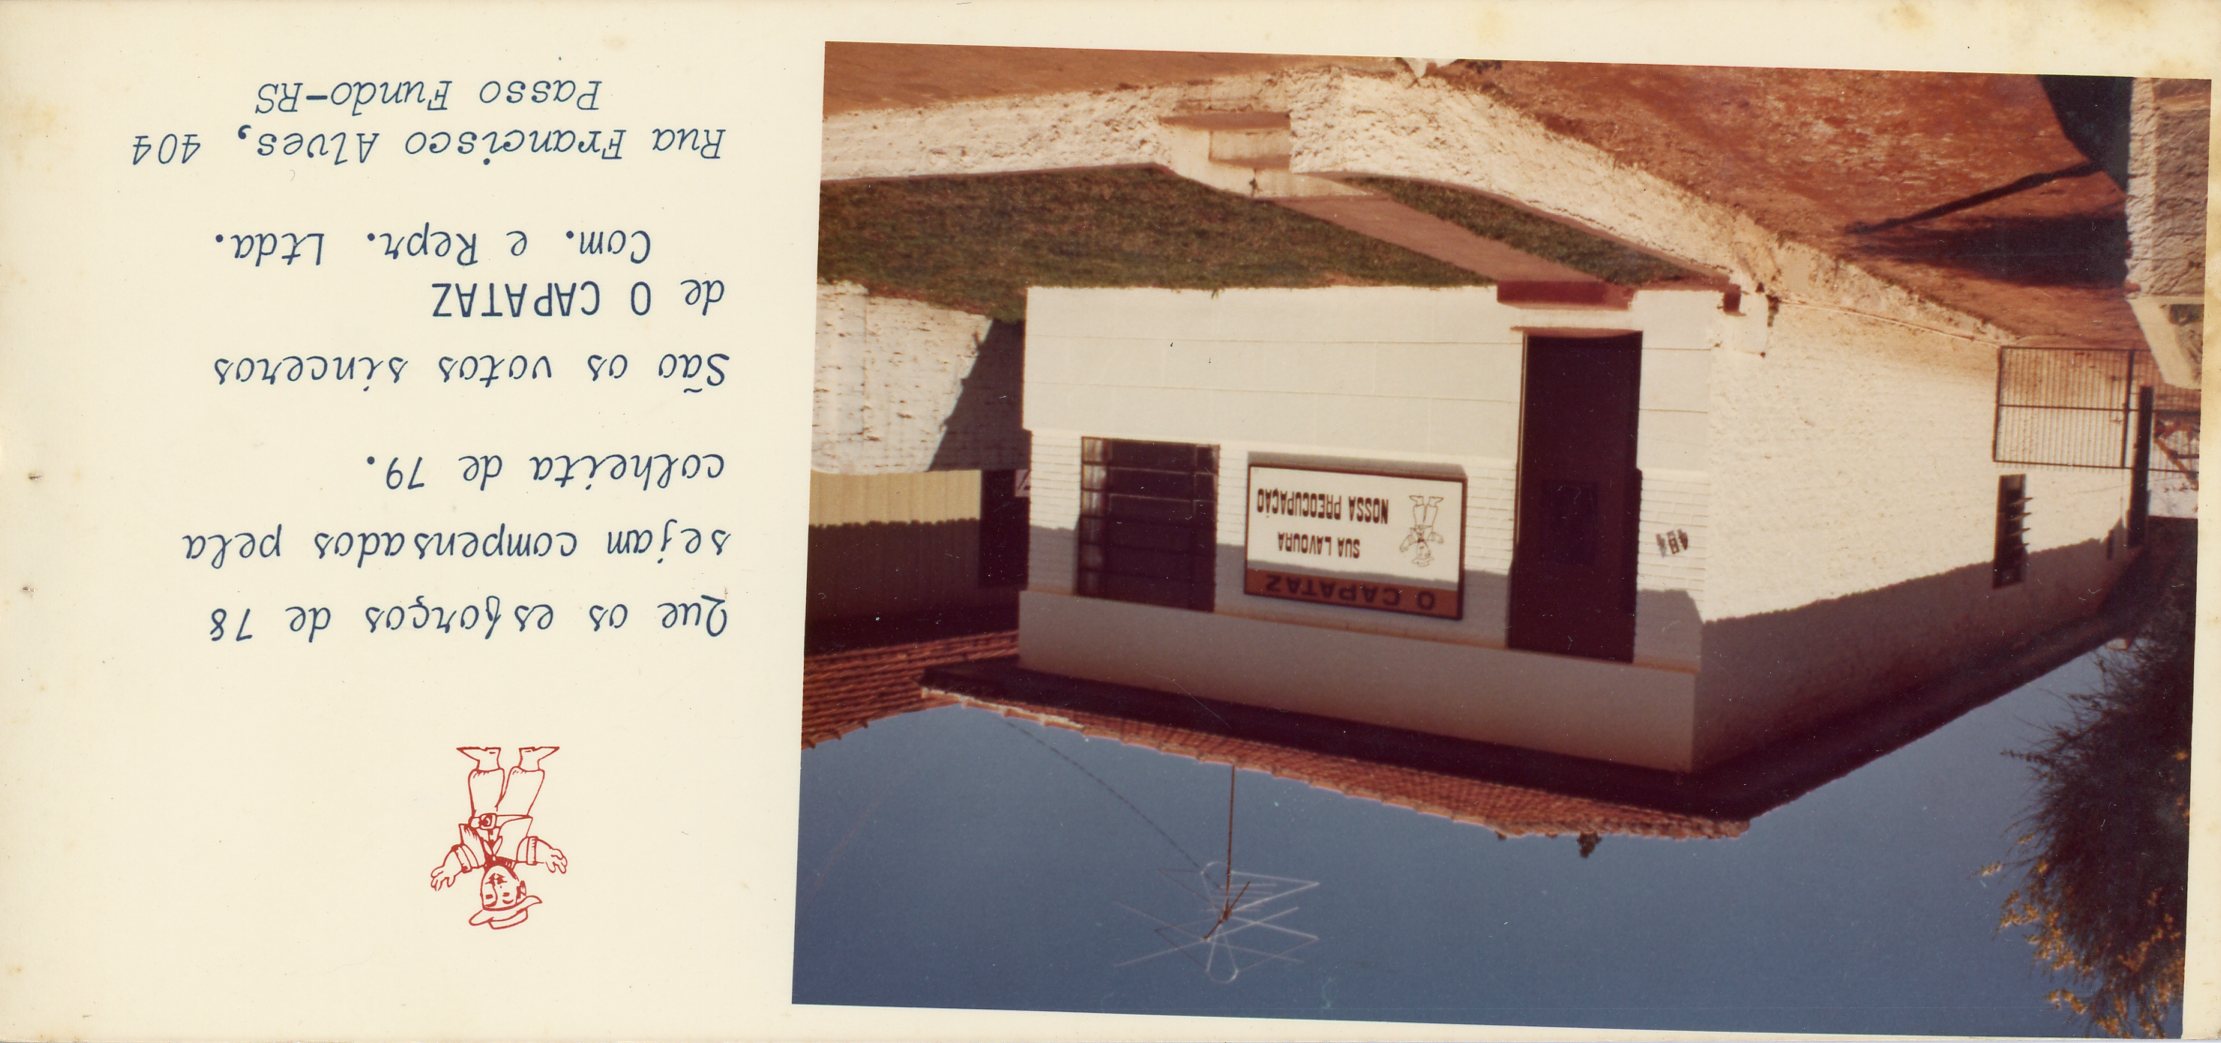 O CAPATAZ
SUA LAVOURA
NOSSA PREOCUPAÇÃO
404
Que os esforços de 78
sejam compensados pela
colheita de 79.
São os votos sinceros
de O CAPATAZ
Com. e Repr. Ltda.
Rua Francisco Alves, 404
Passo Fundo-RS